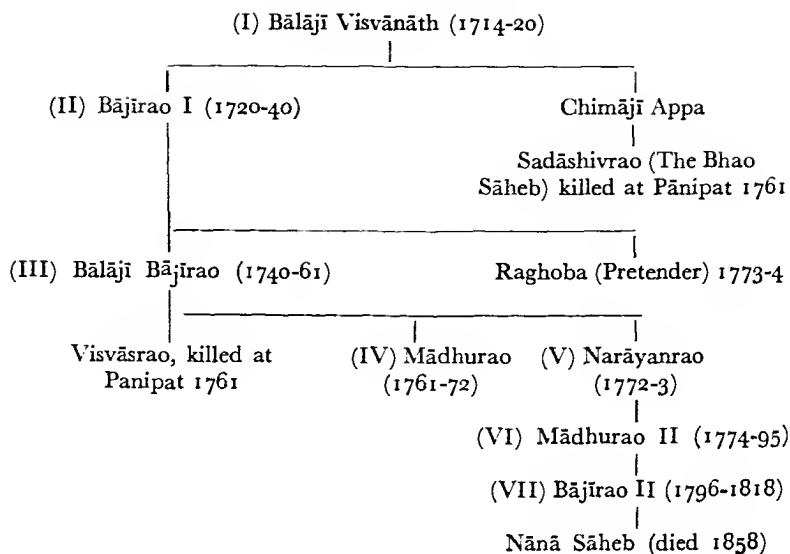 (I) Bālājī Visvānāth (1714-20)
(II) Bājīrao I (1720-40)
Chimājī Appa
Sadāshivrao (The Bhao
Sāheb) killed at Pānipat 1761
(III) Bālājī Bājīrao (1740-61)
Raghoba (Pretender) 1773-4
Visvāsrao, killed at
Panipat 1761
(IV) Mādhurao
(1761-72)
(V) Narāyanrao
(1772-3)
(VI) Mādhurao II (1774-95)
(VII) Bājīrao II (1796-1818)
Nānā Sāheb (died 1858)